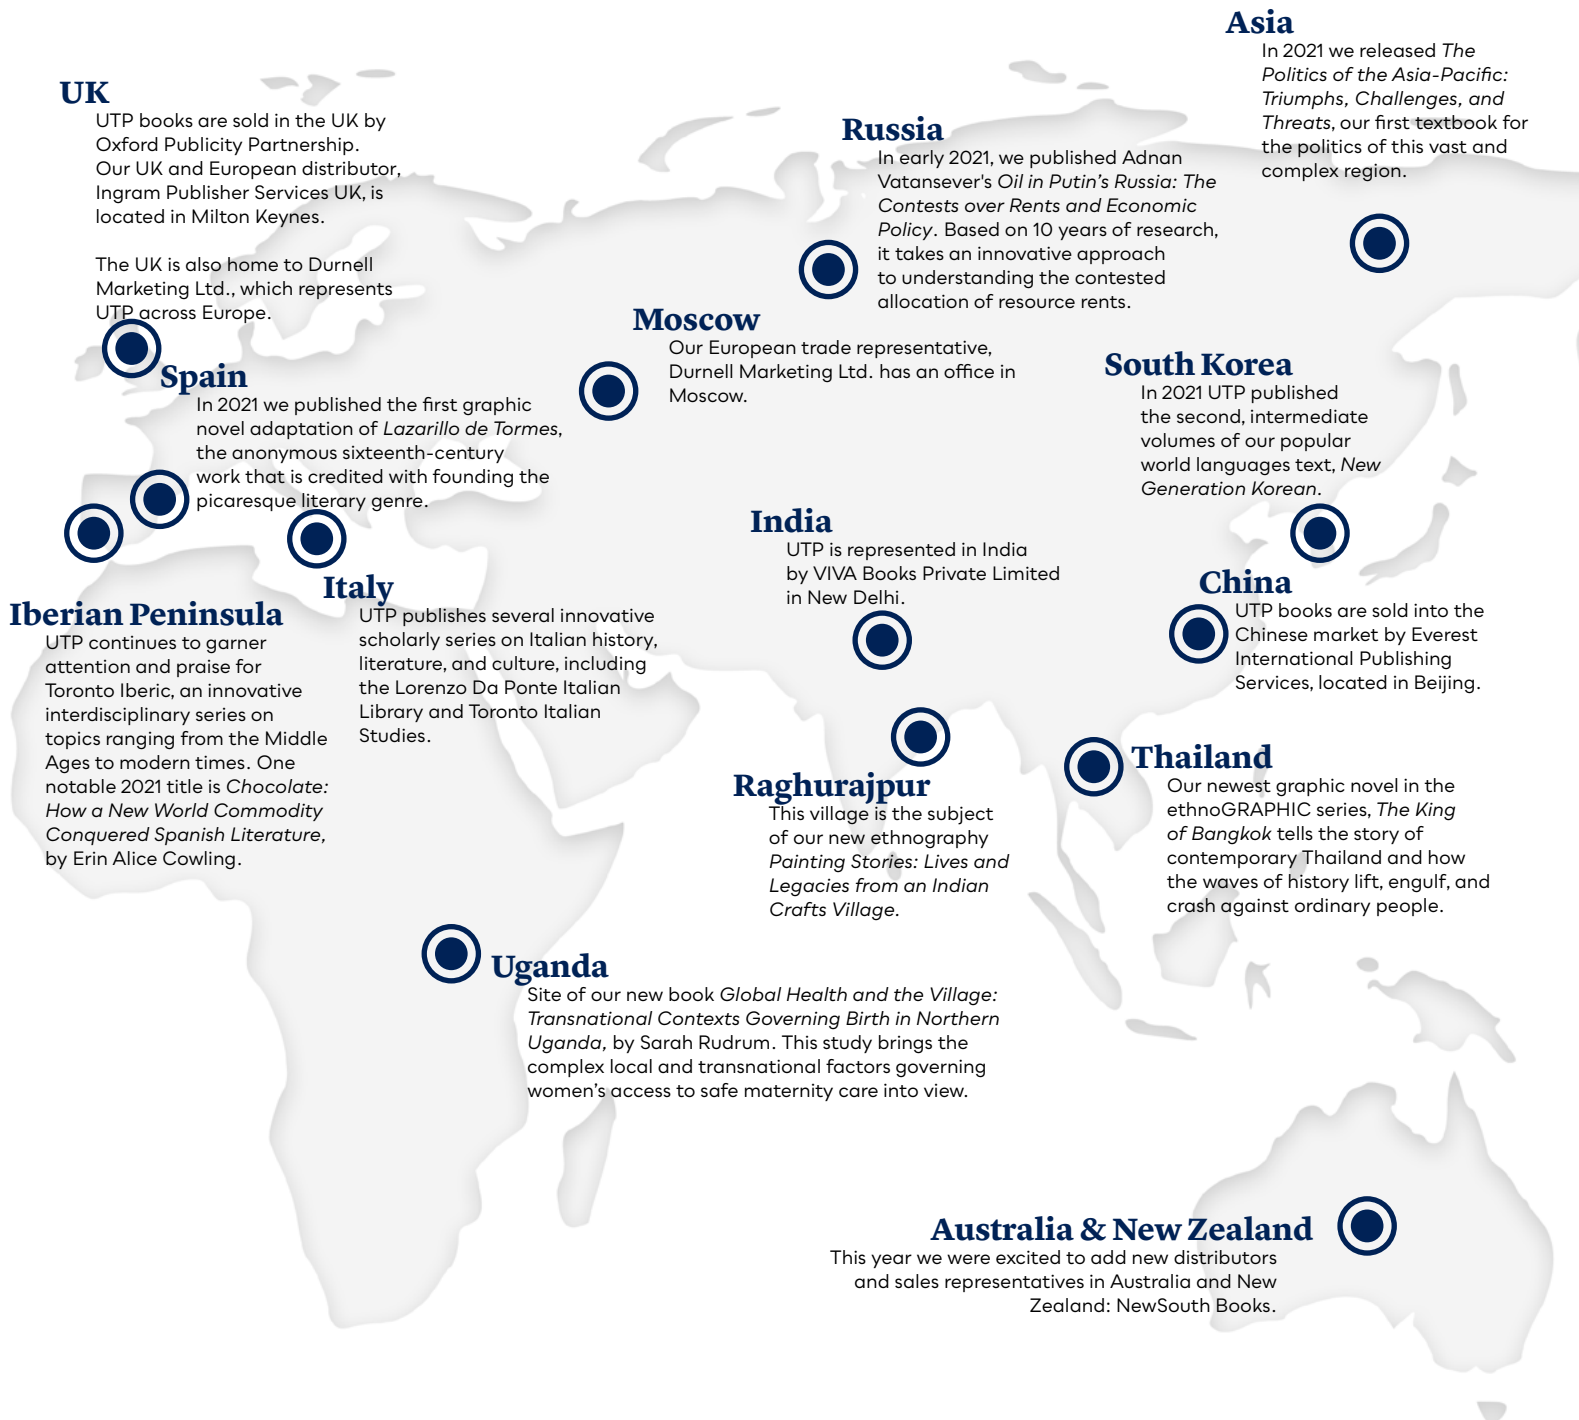 Asia
In 2021 we released The
Politics of the Asia-Pacific:
Triumphs, Challenges, and
Threats, our first textbook for
the politics of this vast and
complex region.
UK
UTP books are sold in the UK by
Oxford Publicity Partnership.
Our UK and European distributor,
Ingram Publisher Services UK, is
located in Milton Keynes.
The UK is also home to Durnell
Marketing Ltd., which represents
UTP across Europe.
Russia
In early 2021, we published Adnan
Vatansever's Oil in Putin’s Russia: The
Contests over Rents and Economic
Policy. Based on 10 years of research,
it takes an innovative approach
to understanding the contested
allocation of resource rents.
Moscow
Our European trade representative,
Durnell Marketing Ltd. has an office in
Moscow.
South Korea
In 2021 UTP published
the second, intermediate
volumes of our popular
world languages text, New
Generation Korean.
Spain
In 2021 we published the first graphic
novel adaptation of Lazarillo de Tormes,
the anonymous sixteenth-century
work that is credited with founding the
picaresque literary genre.
India
UTP is represented in India
by VIVA Books Private Limited
in New Delhi.
China
UTP books are sold into the
Chinese market by Everest
International Publishing
Services, located in Beijing.
Italy
UTP publishes several innovative
scholarly series on Italian history,
literature, and culture, including
the Lorenzo Da Ponte Italian
Library and Toronto Italian
Studies.
Iberian Peninsula
UTP continues to garner
attention and praise for
Toronto Iberic, an innovative
interdisciplinary series on
topics ranging from the Middle
Ages to modern times. One
notable 2021 title is Chocolate:
How a New World Commodity
Conquered Spanish Literature,
by Erin Alice Cowling.
Raghurajpur
This village is the subject
of our new ethnography
Painting Stories: Lives and
Legacies from an Indian
Crafts Village.
Thailand
Our newest graphic novel in the
ethnoGRAPHIC series, The King
of Bangkok tells the story of
contemporary Thailand and how
the waves of history lift, engulf, and
crash against ordinary people.
Uganda
Site of our new book Global Health and the Village:
Transnational Contexts Governing Birth in Northern
Uganda, by Sarah Rudrum. This study brings the
complex local and transnational factors governing
women’s access to safe maternity care into view.
Australia & New Zealand
This year we were excited to add new distributors
and sales representatives in Australia and New
Zealand: NewSouth Books.